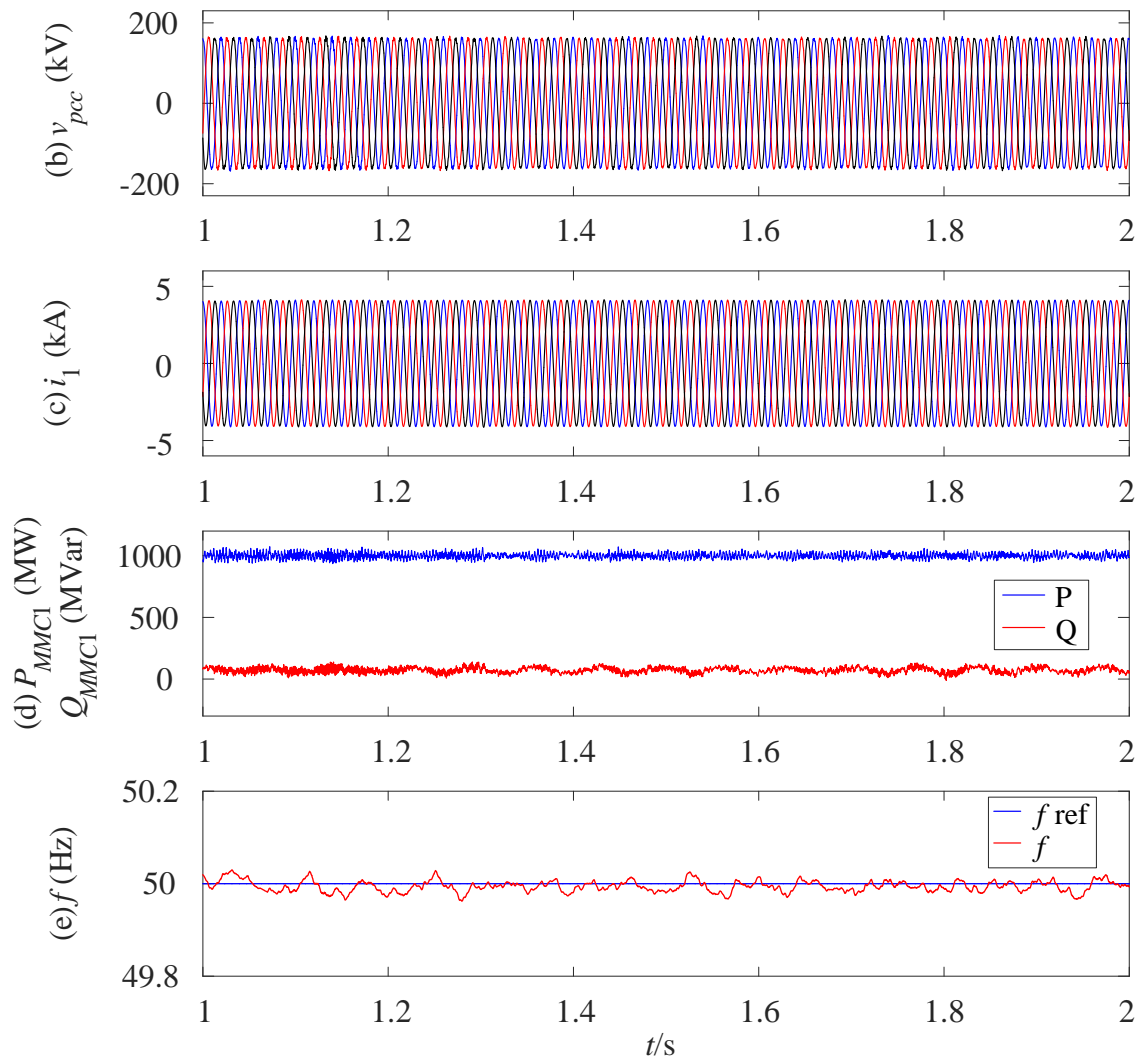 (b) v_pcc (kV)
200
0
-200
1 1.2 1.4 1.6 1.8 2
(c) i_1 (kA)
5
0
-5
1 1.2 1.4 1.6 1.8 2
(d) P_MMC1 (MW)
Q_MMC1 (MVar)
1000
500
0
P
Q
1 1.2 1.4 1.6 1.8 2
(e) f (Hz)
50.2
50
49.8
f ref
f
1 1.2 1.4 1.6 1.8 2
t/s